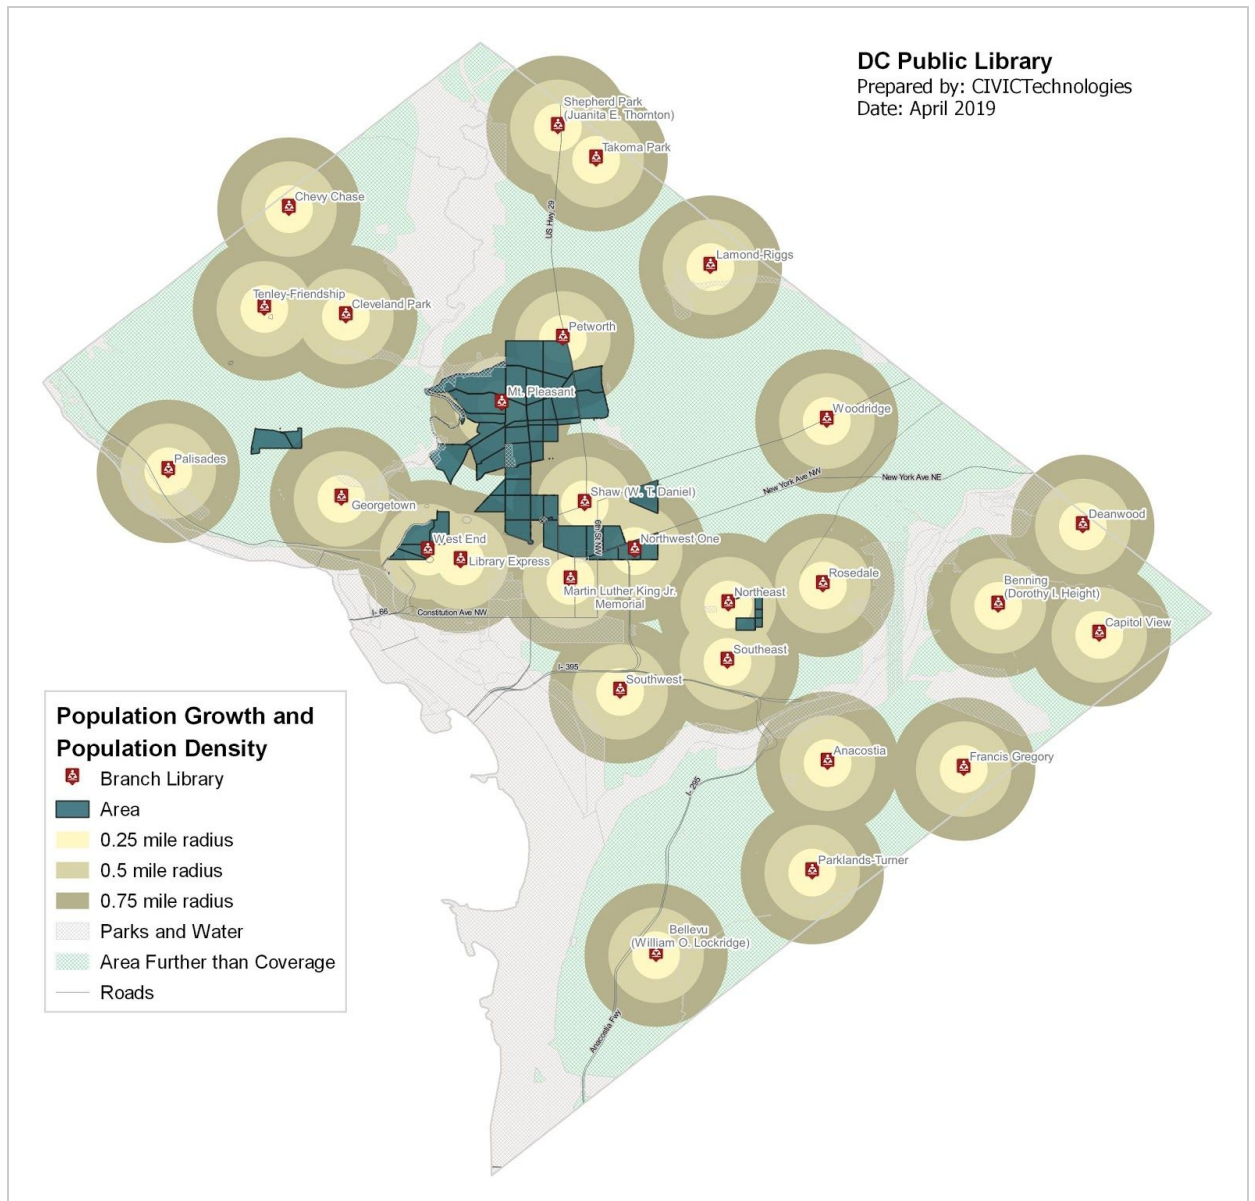 DC Public Library
Prepared by: CIVICTechnologies
Date: April 2019
Shepherd Park
(Juanita E. Thornton)
Takoma Park
Chevy Chase
US Hwy 29
Lamond-Riggs
Tenley-Friendship
Cleveland Park
Petworth
Mt. Pleasant
Woodridge
Palisades
New York Ave NW
New York Ave NE
Georgetown
Shaw (W. T. Daniel)
Deanwood
6th St NW
West End
Northwest One
Library Express
Rosedale
Benning
(Dorothy I. Height)
Martin Luther King Jr.
Memorial
Northeast
I- 66
Constitution Ave NW
Capitol View
Southeast
I- 395
Southwest
Anacostia
Francis Gregory
I- 295
Parklands-Turner
Bellevu
(William O. Lockridge)
Anacostia Fwy
Population Growth and
Population Density
Branch Library
Area
0.25 mile radius
0.5 mile radius
0.75 mile radius
Parks and Water
Area Further than Coverage
Roads